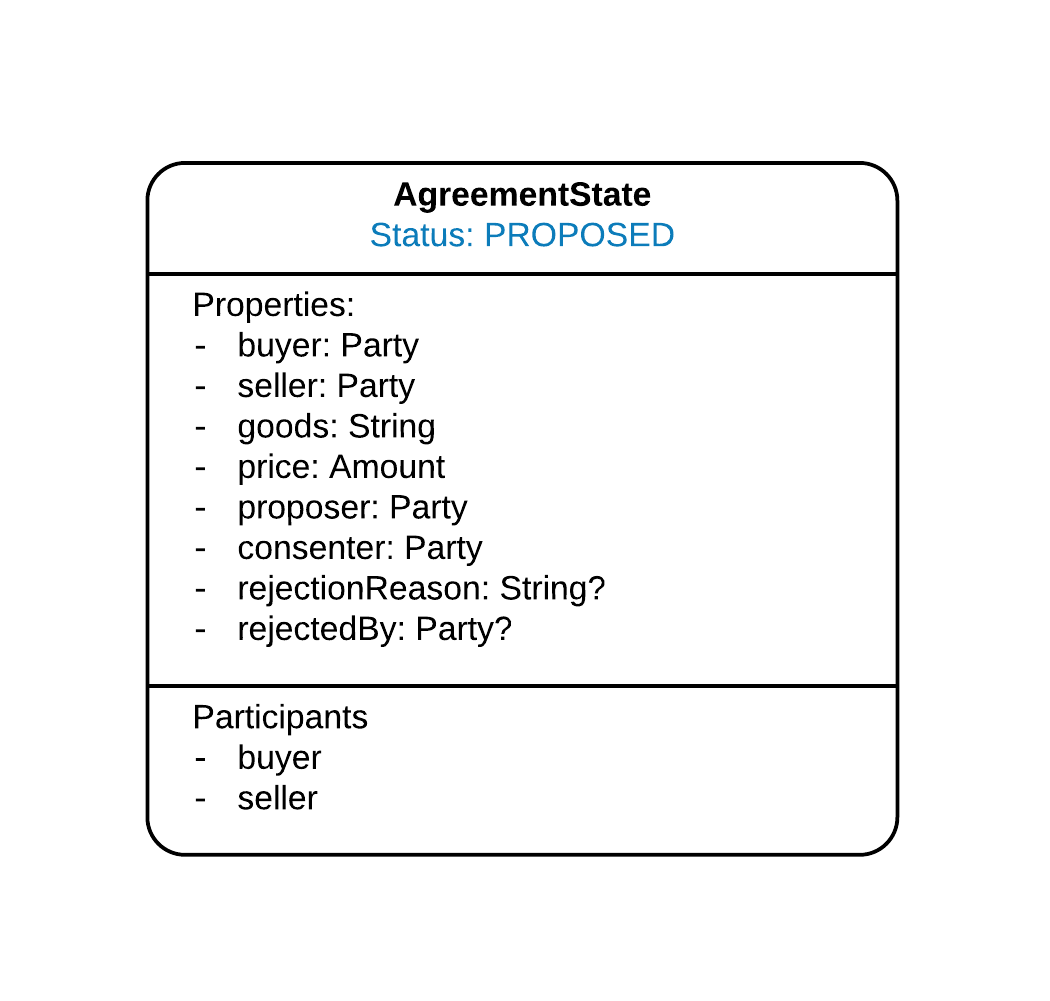 AgreementState
Status: PROPOSED
Properties:
- buyer: Party
- seller: Party
- goods: String
- price: Amount
- proposer: Party
- consenter: Party
- rejectionReason: String?
- rejectedBy: Party?
Participants
- buyer
- seller